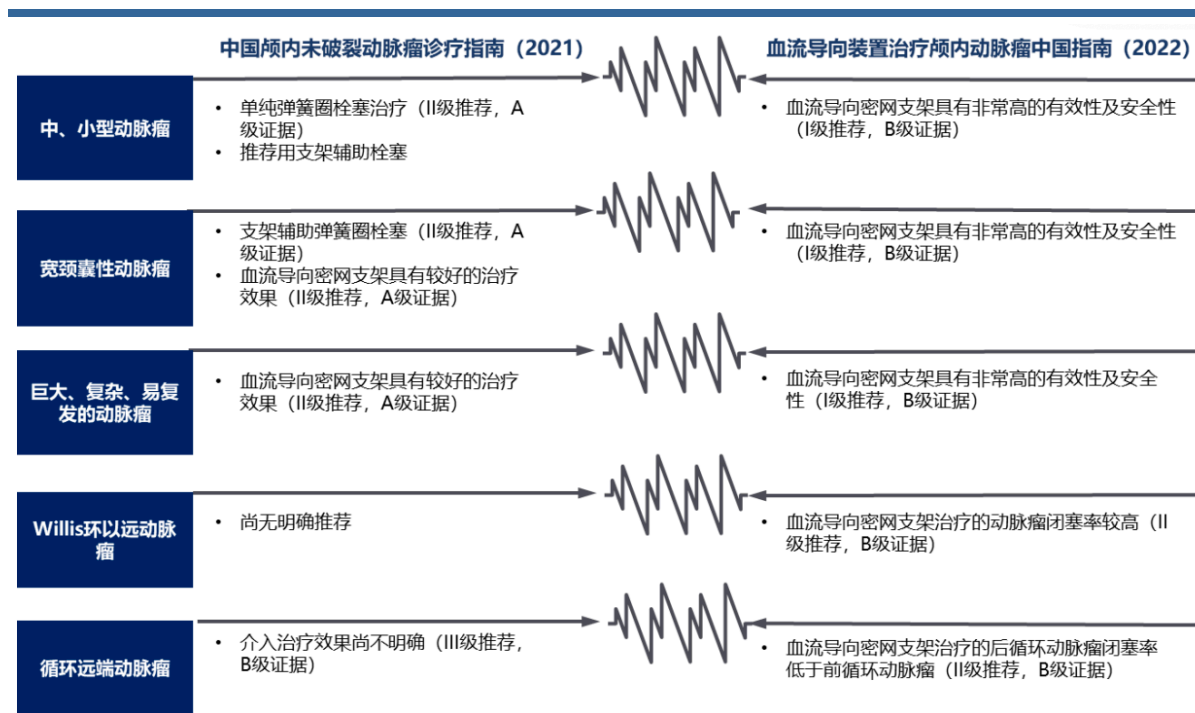 中国颅内未破裂动脉瘤诊疗指南（2021）
血流导向装置治疗颅内动脉瘤中国指南（2022）
中、小型动脉瘤
• 单纯弹簧圈栓塞治疗（II级推荐，A
级证据）
• 推荐用支架辅助栓塞
• 血流导向密网支架具有非常高的有效性及安全性
（I级推荐，B级证据）
宽颈囊性动脉瘤
• 支架辅助弹簧圈栓塞（II级推荐，A
级证据）
• 血流导向密网支架具有较好的治疗
效果（II级推荐，A级证据）
• 血流导向密网支架具有非常高的有效性及安全性
（I级推荐，B级证据）
巨大、复杂、易复
发的动脉瘤
• 血流导向密网支架具有较好的治疗
效果（II级推荐，A级证据）
• 血流导向密网支架具有非常高的有效性及安全
性（I级推荐，B级证据）
Willis环以远动脉
瘤
• 尚无明确推荐
• 血流导向密网支架治疗的动脉瘤闭塞率较高（II
级推荐，B级证据）
循环远端动脉瘤
• 介入治疗效果尚不明确（III级推荐，
B级证据）
• 血流导向密网支架治疗的后循环动脉瘤闭塞率
低于前循环动脉瘤（II级推荐，B级证据）